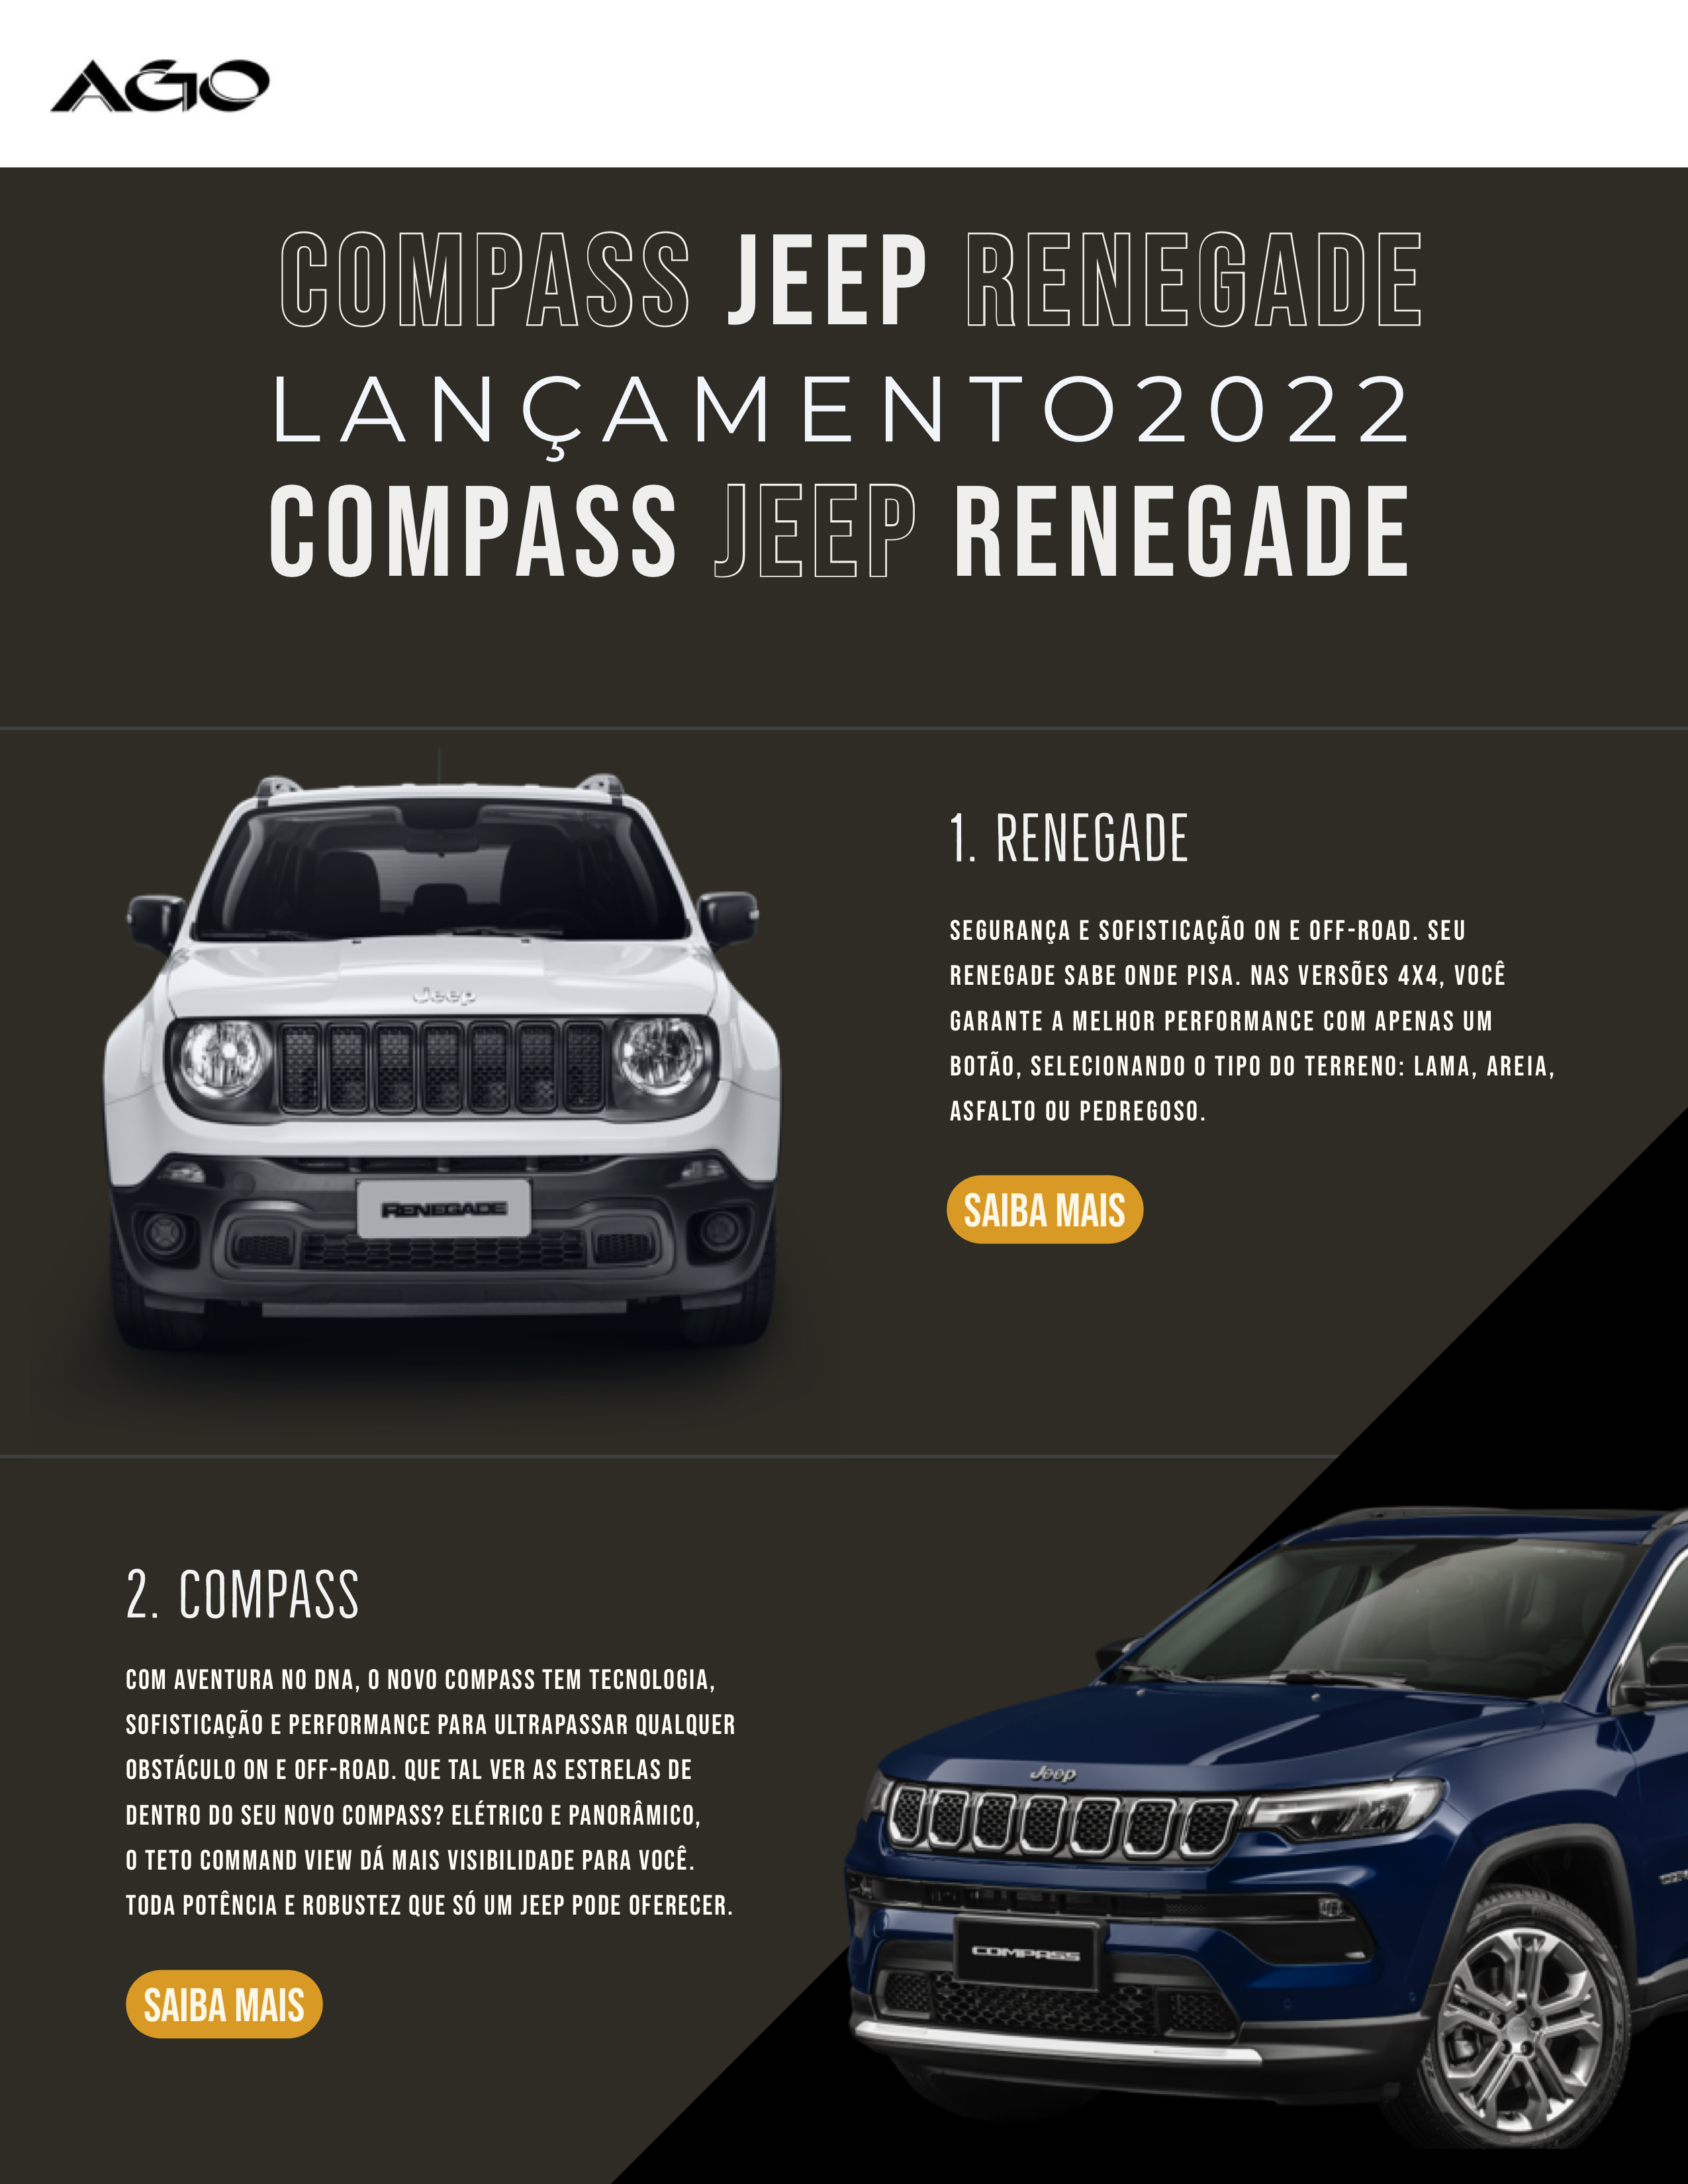 AGO
COMPASS JEEP RENEGADE
LANÇAMENTO2022
COMPASS JEEP RENEGADE
1. RENEGADE
SEGURANÇA E SOFISTICAÇÃO ON E OFF-ROAD. SEU
RENEGADE SABE ONDE PISA. NAS VERSÕES 4X4, VOCÊ
GARANTE A MELHOR PERFORMANCE COM APENAS UM
BOTÃO, SELECIONANDO O TIPO DO TERRENO: LAMA, AREIA,
ASFALTO OU PEDREGOSO.
SAIBA MAIS
Jeep
RENEGADE
2. COMPASS
COM AVENTURA NO DNA, O NOVO COMPASS TEM TECNOLOGIA,
SOFISTICAÇÃO E PERFORMANCE PARA ULTRAPASSAR QUALQUER
OBSTÁCULO ON E OFF-ROAD. QUE TAL VER AS ESTRELAS DE
DENTRO DO SEU NOVO COMPASS? ELÉTRICO E PANORÂMICO,
O TETO COMMAND VIEW DÁ MAIS VISIBILIDADE PARA VOCÊ.
TODA POTÊNCIA E ROBUSTEZ QUE SÓ UM JEEP PODE OFERECER.
SAIBA MAIS
Jeep
COMPASS